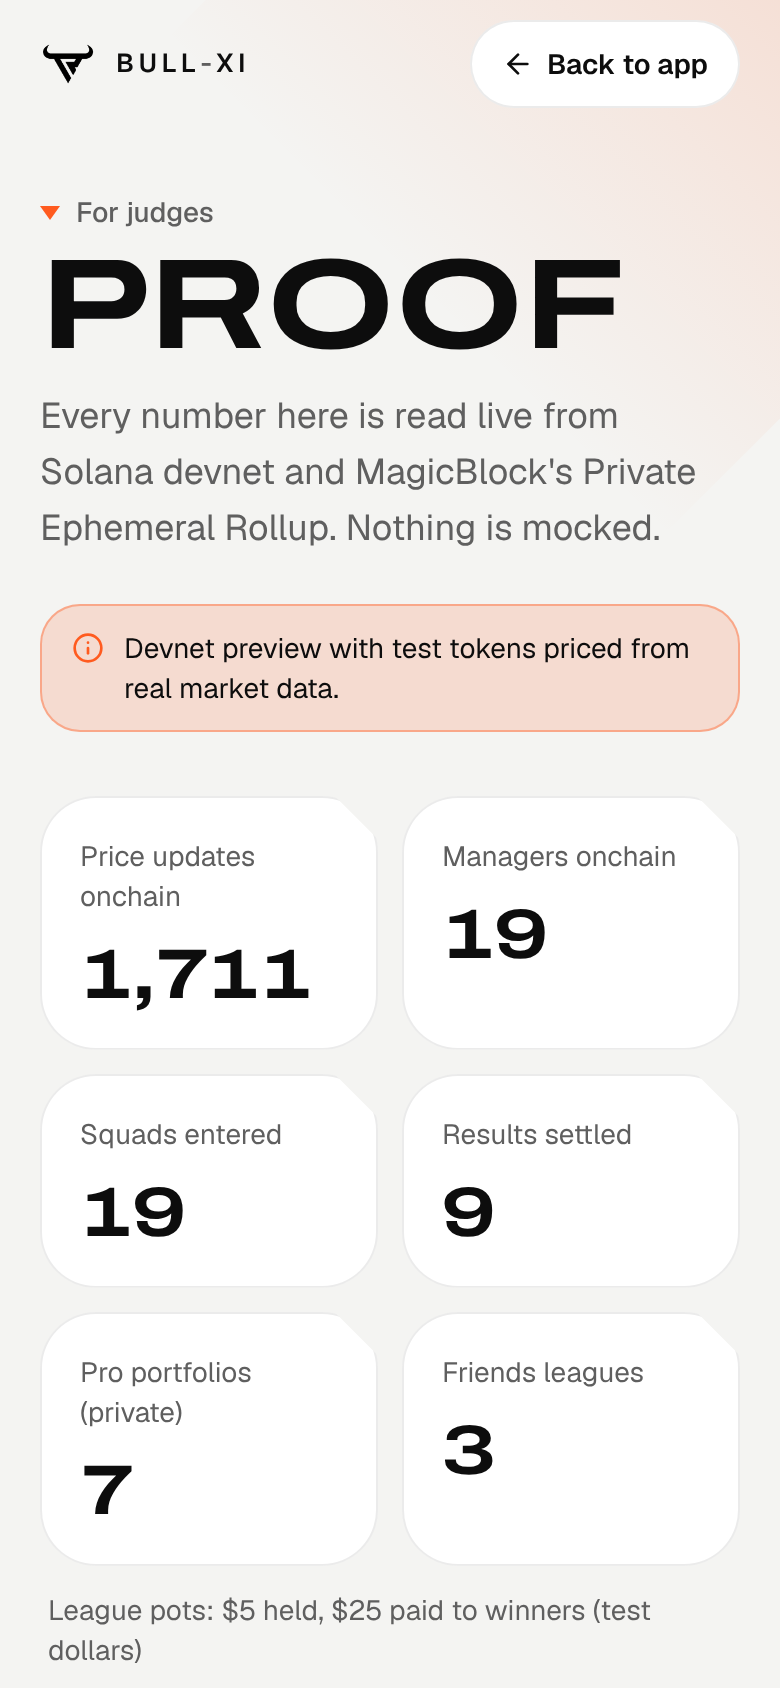 BULL-XI
← Back to app
For judges
PROOF
Every number here is read live from
Solana devnet and MagicBlock's Private
Ephemeral Rollup. Nothing is mocked.
Devnet preview with test tokens priced from
real market data.
Price updates
onchain
1,711
Managers onchain
19
Squads entered
19
Results settled
9
Pro portfolios
(private)
7
Friends leagues
3
League pots: $5 held, $25 paid to winners (test
dollars)